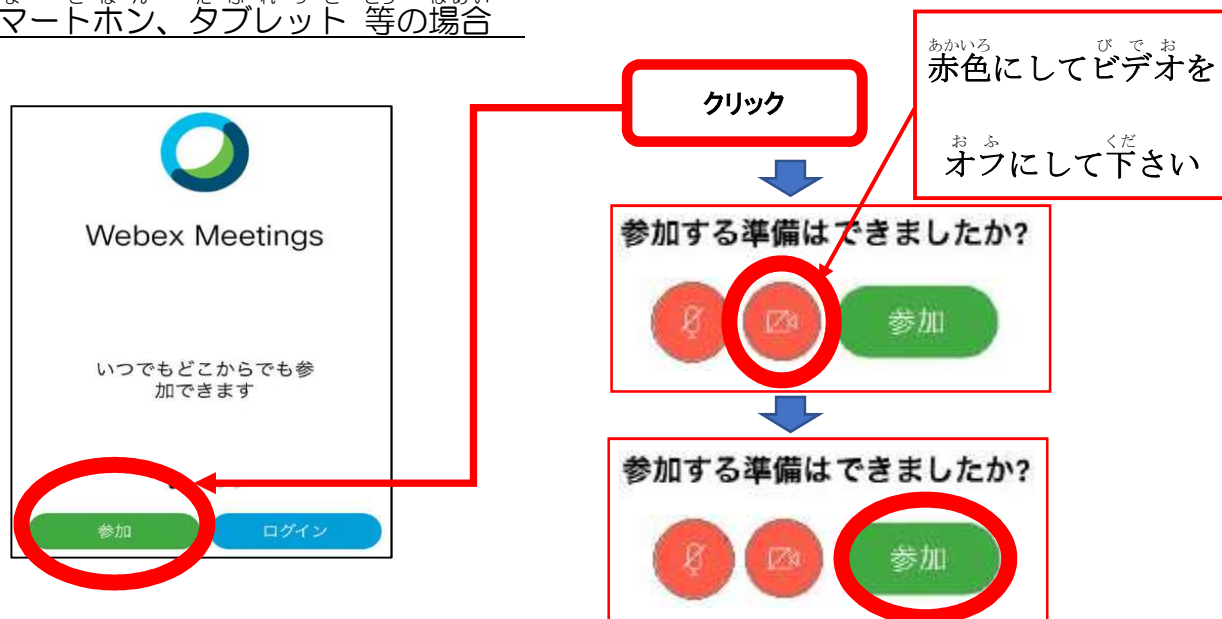 マートホン、タブレット 等の場合
Webex Meetings
いつでもどこからでも参
加できます
参加
ログイン
クリック
あかいろ びでお
赤色にしてビデオを
おふ くだ
オフにして下さい
参加する準備はできましたか?
参加
参加する準備はできましたか?
参加